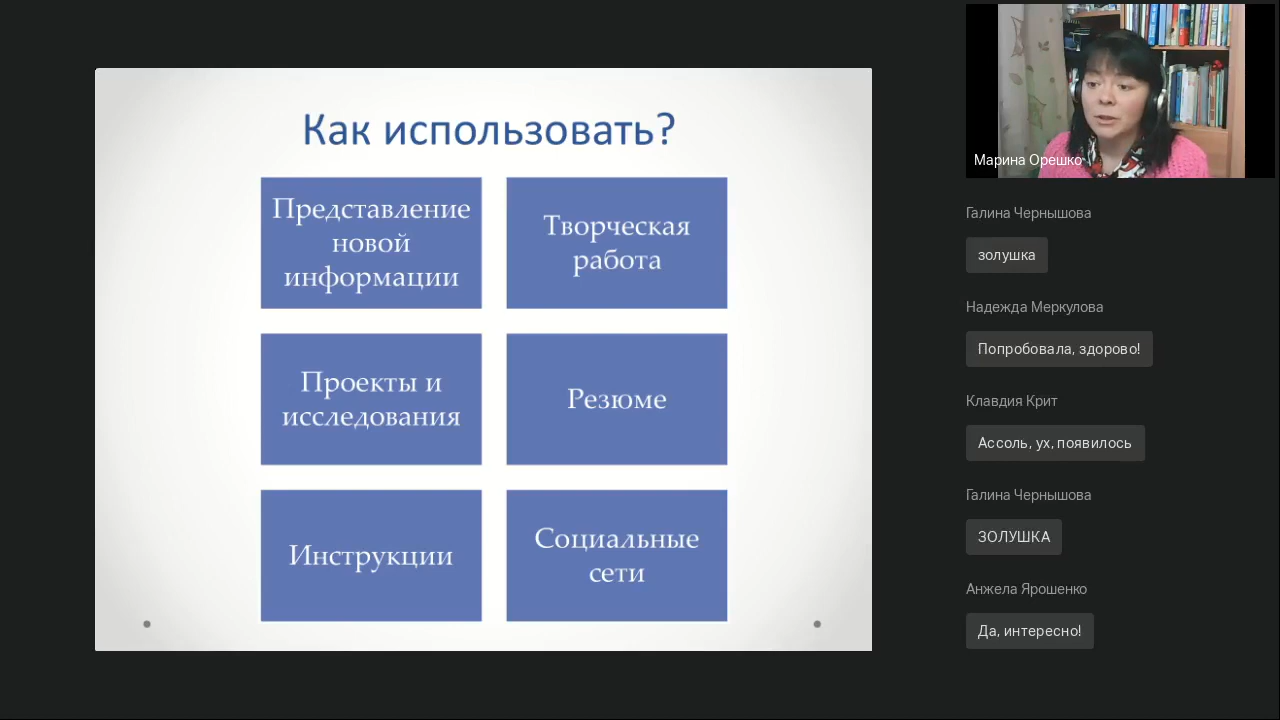 Как использовать?
Представление
новой
информации
Творческая
работа
Проекты и
исследования
Резюме
Инструкции
Социальные
сети
Марина Орешко
Галина Чернышова
золушка
Надежда Меркулова
Попробовала, здорово!
Клавдия Крит
Ассоль, ух, появилось
Галина Чернышова
ЗОЛУШКА
Анжела Ярошенко
Да, интересно!